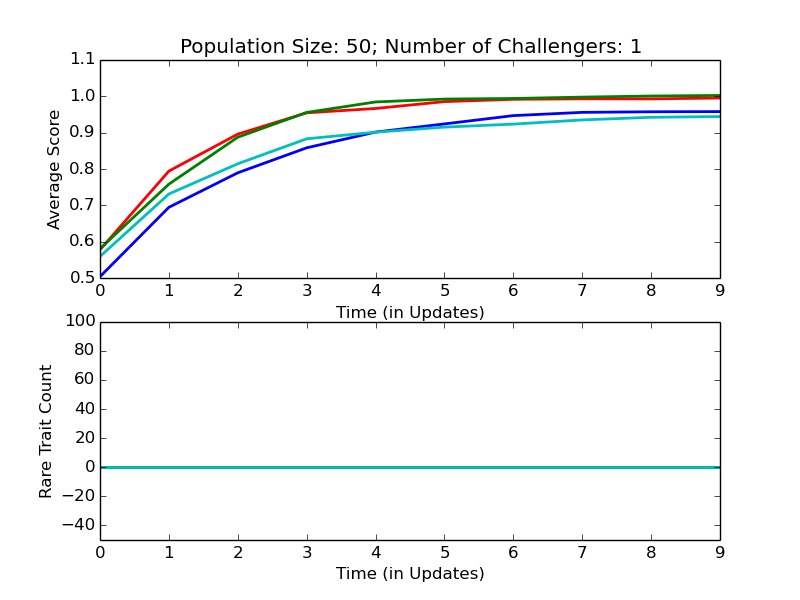 Population Size: 50; Number of Challengers: 1
1.1
1.0
0.9
0.8
0.7
0.6
0.5
Average Score
0 1 2 3 4 5 6 7 8 9
Time (in Updates)
100
80
60
40
20
0
−20
−40
Rare Trait Count
0 1 2 3 4 5 6 7 8 9
Time (in Updates)